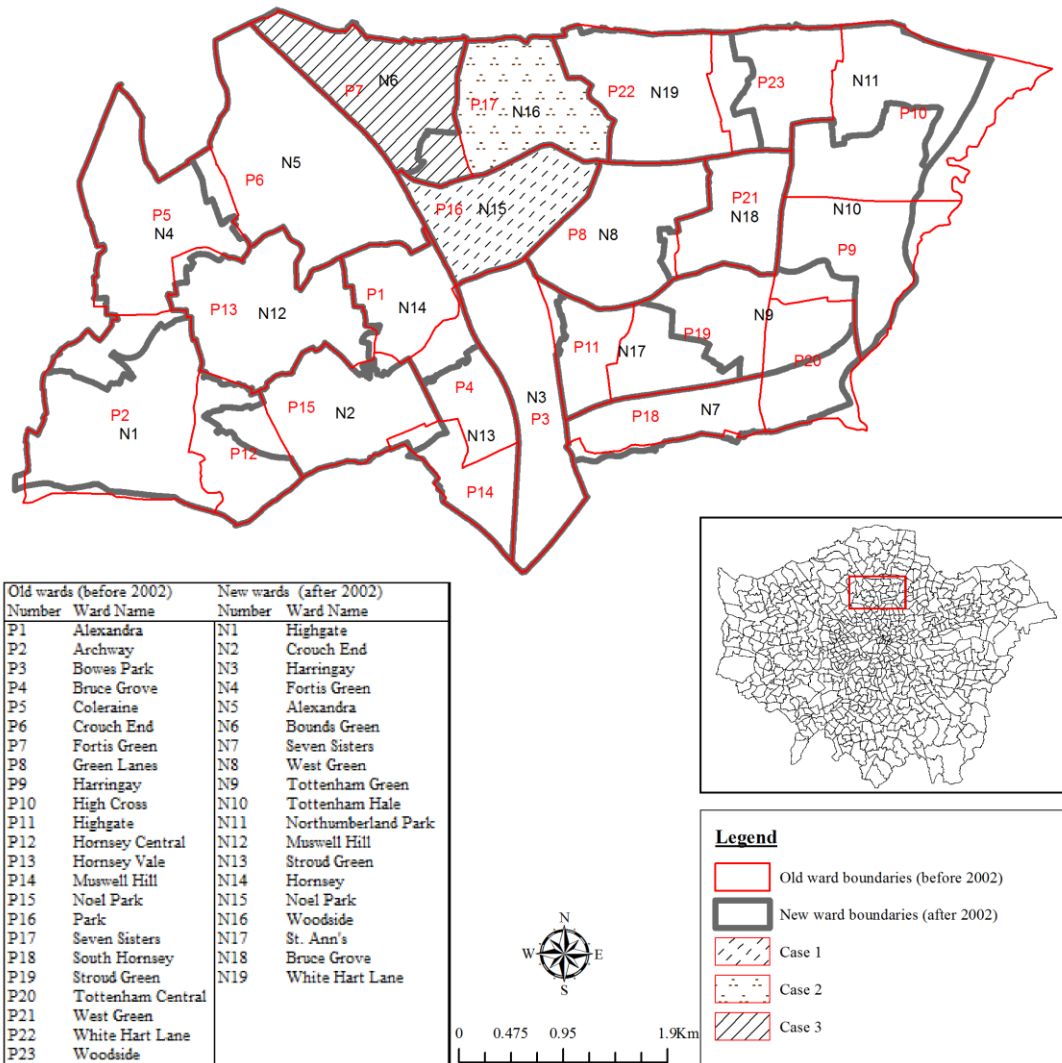 N6
P7
P17
N16
P22
N19
P23
N11
P10
N5
P6
P5
N4
P16
N15
P21
N18
P8
N8
N10
P9
P13
N12
P1
N14
N9
P19
P11
N17
P20
P4
N3
P3
P18
N7
P2
N1
P15
N2
N13
P12
P14
Old wards (before 2002) New wards (after 2002)
Number Ward Name Number Ward Name
P1 Alexandra N1 Highgate
P2 Archway N2 Crouch End
P3 Bowes Park N3 Harringay
P4 Bruce Grove N4 Fortis Green
P5 Coleraine N5 Alexandra
P6 Crouch End N6 Bounds Green
P7 Fortis Green N7 Seven Sisters
P8 Green Lanes N8 West Green
P9 Harringay N9 Tottenham Green
P10 High Cross N10 Tottenham Hale
P11 Highgate N11 Northumberland Park
P12 Hornsey Central N12 Muswell Hill
P13 Hornsey Vale N13 Stroud Green
P14 Muswell Hill N14 Hornsey
P15 Noel Park N15 Noel Park
P16 Park N16 Woodside
P17 Seven Sisters N17 St. Ann's
P18 South Hornsey N18 Bruce Grove
P19 Stroud Green N19 White Hart Lane
P20 Tottenham Central
P21 West Green
P22 White Hart Lane
P23 Woodside
N
W E
S
0 0.475 0.95 1.9Km
Legend
Old ward boundaries (before 2002)
New ward boundaries (after 2002)
Case 1
Case 2
Case 3